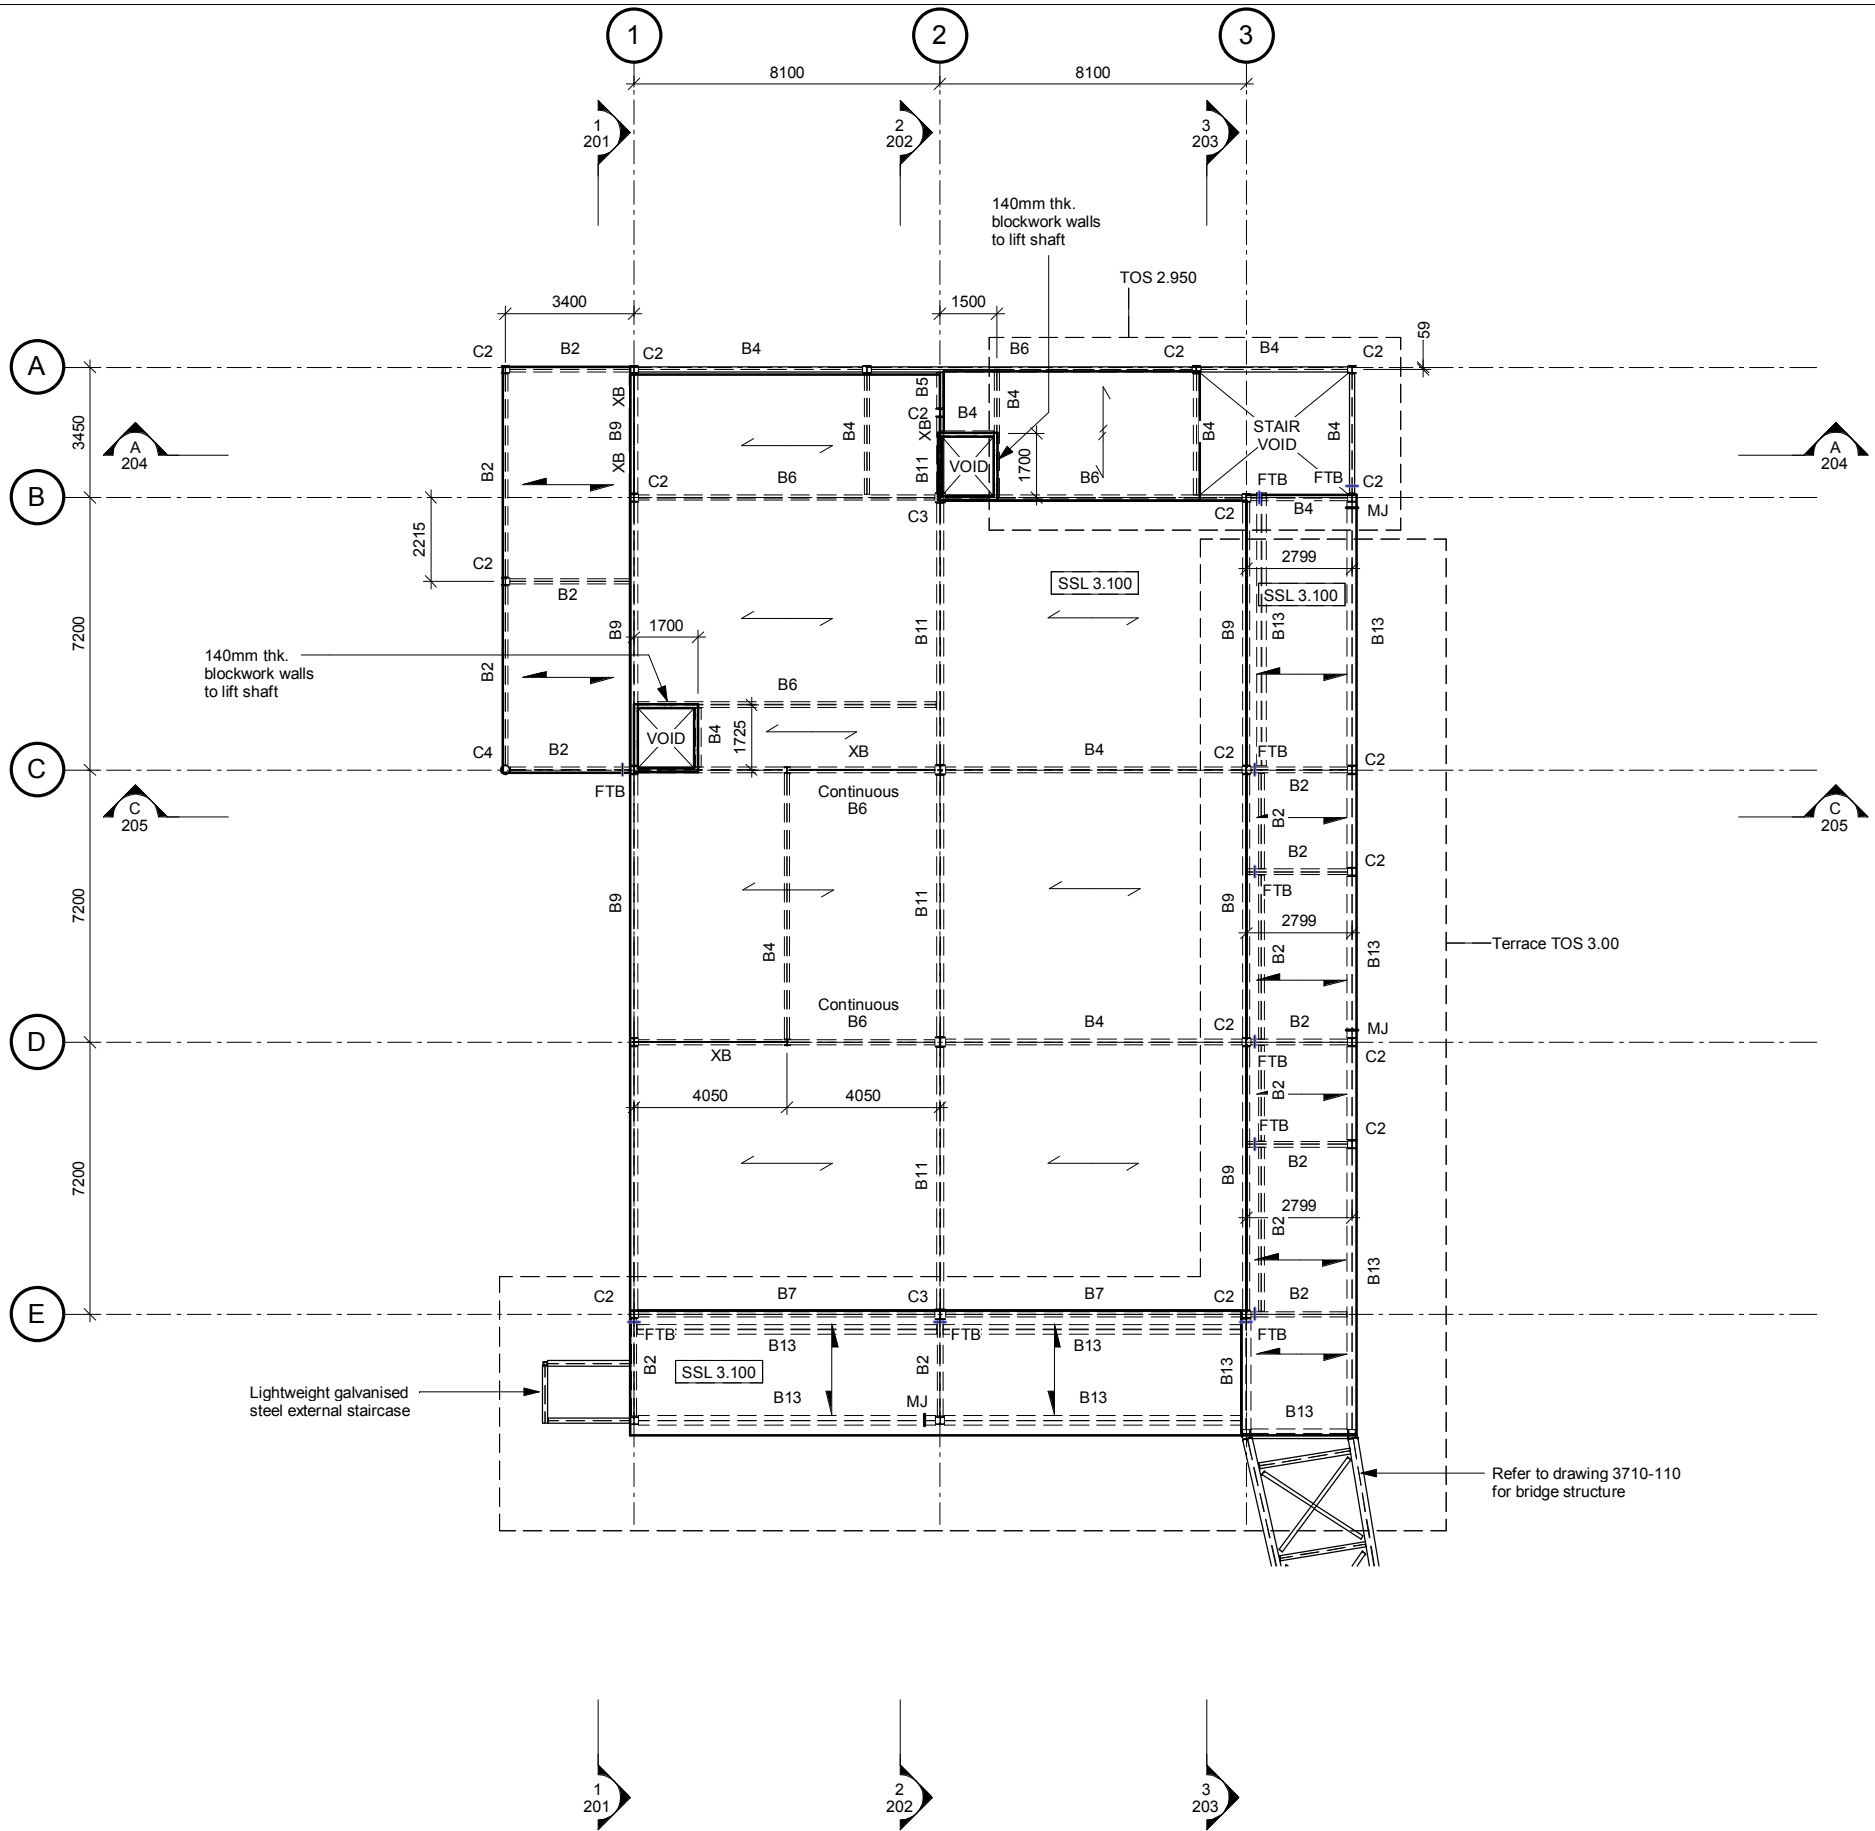 1
2
3
8100
8100
1
201
2
202
3
203
140mm thk.
blockwork walls
to lift shaft
TOS 2.950
3400
1500
59
C2
B2
C2
B4
B6
C2
B4
C2
A
3450
XB
B9
XB
B4
B5
C2
XB
B11
B4
B4
B4
STAIR
VOID
B4
A
204
A
204
B2
C2
B6
VOID
1700
B6
FTB
FTB
C2
B
C3
C2
B4
MJ
2215
C2
B2
SSL 3.100
2799
SSL 3.100
7200
B9
1700
B11
B9
B13
B13
140mm thk.
blockwork walls
to lift shaft
B2
B6
VOID
B4
1725
C4
B2
XB
B4
C2
FTB
C2
C
FTB
Continuous
B6
B2
C
205
C
205
B2
B2
C2
FTB
7200
B9
B11
B9
2799
B4
B2
B13
Terrace TOS 3.00
Continuous
B6
B4
C2
B2
MJ
D
XB
FTB
C2
4050
4050
B2
FTB
C2
B2
7200
B11
B9
2799
B2
B13
C2
B7
C3
B7
C2
B2
E
FTB
B13
FTB
B13
FTB
B2
SSL 3.100
B2
B13
Lightweight galvanised
steel external staircase
B13
MJ
B13
B13
Refer to drawing 3710-110
for bridge structure
1
201
2
202
3
203